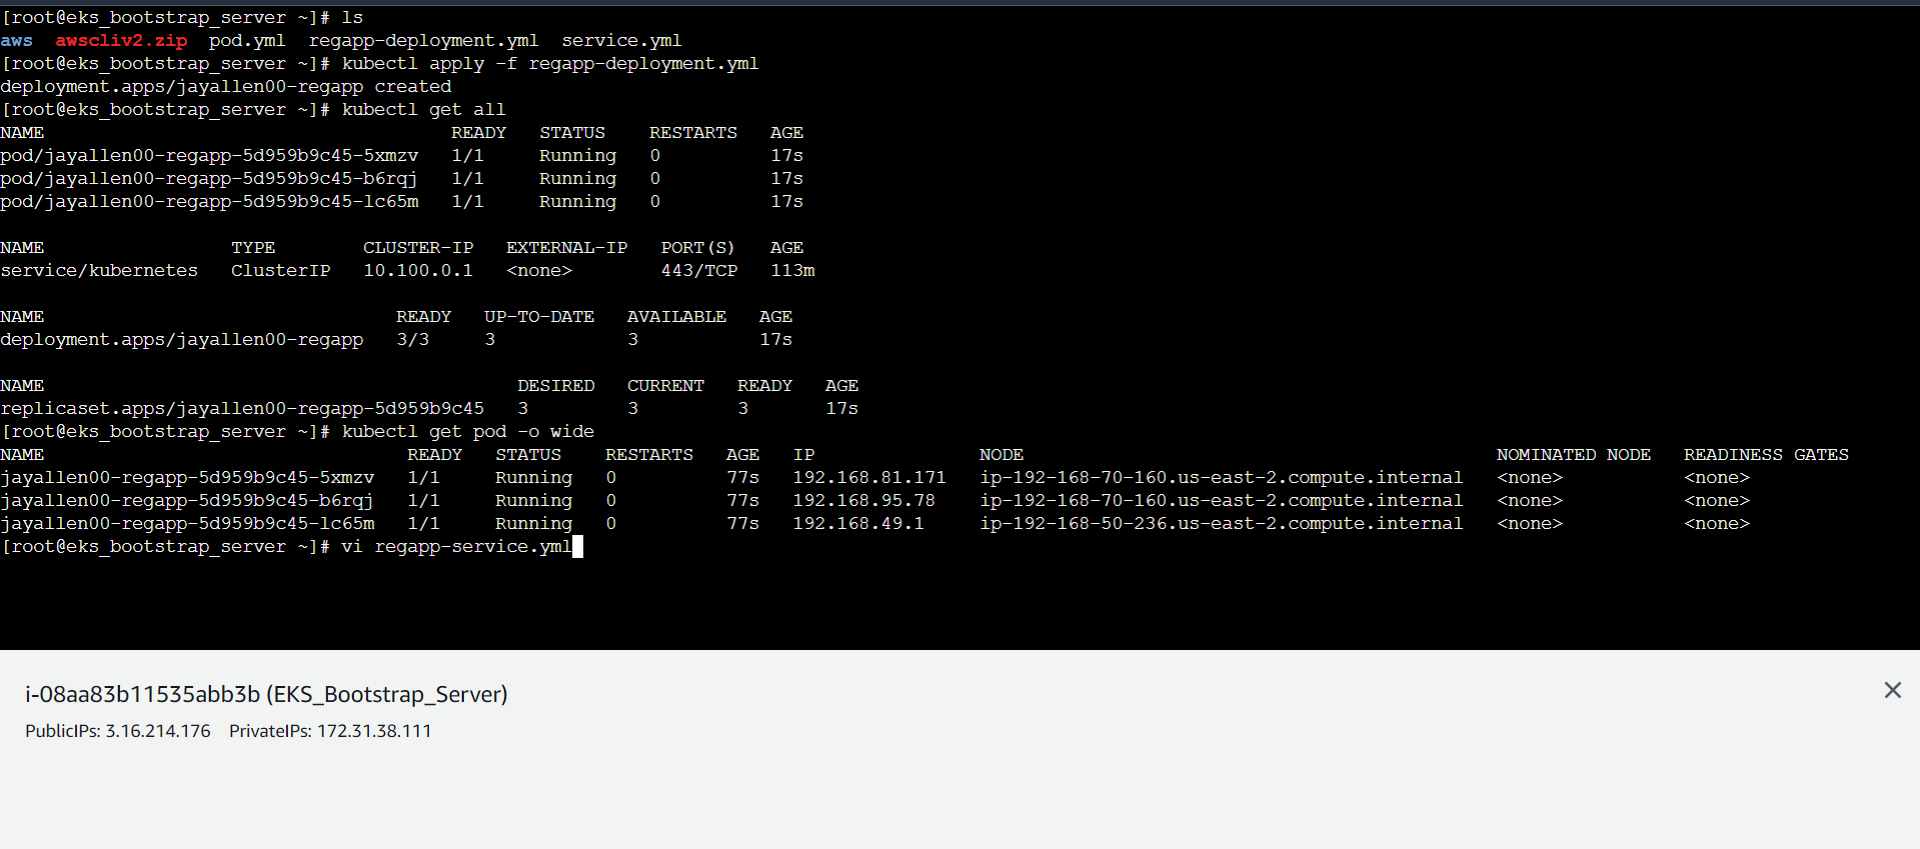 [root@eks_bootstrap_server ~]# ls
aws  awscliv2.zip  pod.yml  regapp-deployment.yml  service.yml
[root@eks_bootstrap_server ~]# kubectl apply -f regapp-deployment.yml
deployment.apps/jayallen00-regapp created
[root@eks_bootstrap_server ~]# kubectl get all
NAME                                     READY   STATUS    RESTARTS   AGE
pod/jayallen00-regapp-5d959b9c45-5xmzv   1/1     Running   0          17s
pod/jayallen00-regapp-5d959b9c45-b6rqj   1/1     Running   0          17s
pod/jayallen00-regapp-5d959b9c45-lc65m   1/1     Running   0          17s
NAME                 TYPE        CLUSTER-IP   EXTERNAL-IP   PORT(S)   AGE
service/kubernetes   ClusterIP   10.100.0.1   <none>        443/TCP   113m
NAME                                READY   UP-TO-DATE   AVAILABLE   AGE
deployment.apps/jayallen00-regapp   3/3     3            3           17s
NAME                                           DESIRED   CURRENT   READY   AGE
replicaset.apps/jayallen00-regapp-5d959b9c45   3         3         3       17s
[root@eks_bootstrap_server ~]# kubectl get pod -o wide
NAME                                 READY   STATUS    RESTARTS   AGE   IP               NODE                                           NOMINATED NODE   READINESS GATES
jayallen00-regapp-5d959b9c45-5xmzv   1/1     Running   0          77s   192.168.81.171   ip-192-168-70-160.us-east-2.compute.internal   <none>           <none>
jayallen00-regapp-5d959b9c45-b6rqj   1/1     Running   0          77s   192.168.95.78    ip-192-168-70-160.us-east-2.compute.internal   <none>           <none>
jayallen00-regapp-5d959b9c45-lc65m   1/1     Running   0          77s   192.168.49.1     ip-192-168-50-236.us-east-2.compute.internal   <none>           <none>
[root@eks_bootstrap_server ~]# vi regapp-service.yml
i-08aa83b11535abb3b (EKS_Bootstrap_Server)
PublicIPs: 3.16.214.176    PrivateIPs: 172.31.38.111